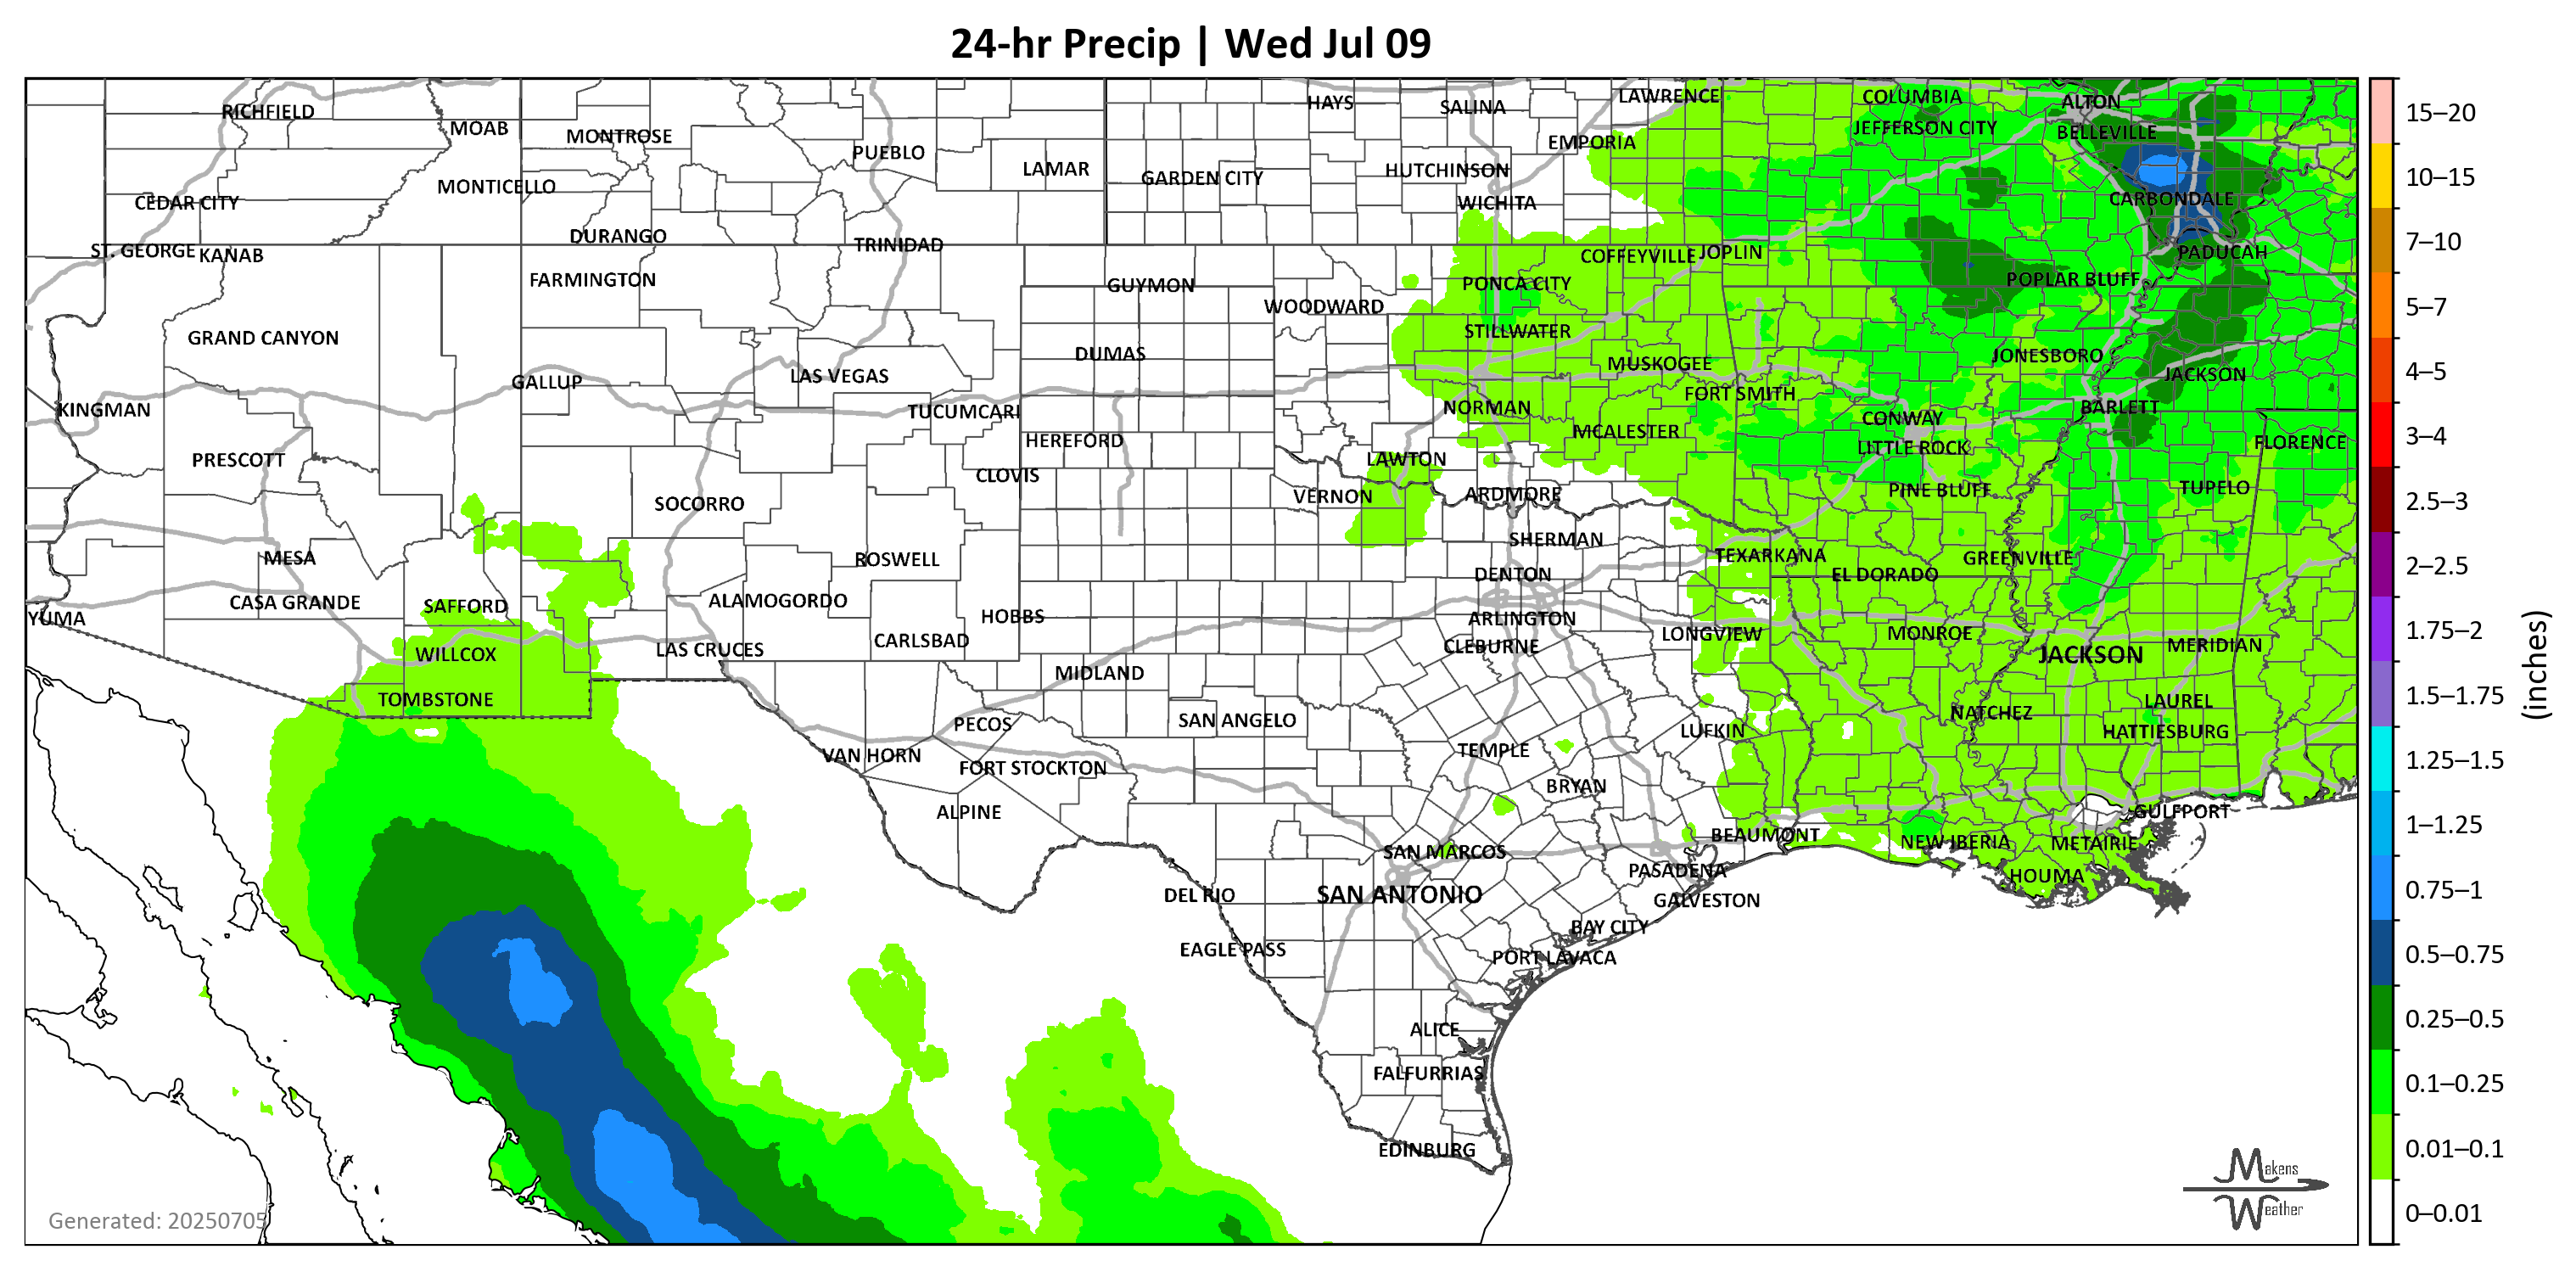 24-hr Precip | Wed Jul 09
RICHFIELD
MOAB
MONTROSE
PUEBLO
LAMAR
HAYS
SALINA
LAWRENCE
COLUMBIA
ALTON
JEFFERSON CITY
BELLEVILLE
EMPORIA
HUTCHINSON
GARDEN CITY
MONTICELLO
CEDAR CITY
WICHITA
CARBONDALE
ST. GEORGE
KANAB
DURANGO
TRINIDAD
COFFEYVILLE
JOPLIN
PADUCAH
FARMINGTON
GUYMON
PONCA CITY
POPLAR BLUFF
WOODWARD
GRAND CANYON
STILLWATER
DUMAS
JONESBORO
MUSKOGEE
LAS VEGAS
JACKSON
GALLUP
FORT SMITH
KINGMAN
TUCUMCARI
NORMAN
BARLETT
CONWAY
HEREFORD
MCALESTER
FLORENCE
LITTLE ROCK
PRESCOTT
LAWTON
CLOVIS
TUPELO
PINE BLUFF
VERNON
ARDMORE
SOCORRO
SHERMAN
MESA
ROSWELL
TEXARKANA
GREENVILLE
DENTON
EL DORADO
CASA GRANDE
SAFFORD
ALAMOGORDO
HOBBS
YUMA
ARLINGTON
LONGVIEW
MONROE
CARLSBAD
CLEBURNE
MERIDIAN
LAS CRUCES
WILLCOX
JACKSON
MIDLAND
TOMBSTONE
LAUREL
NATCHEZ
PECOS
SAN ANGELO
LUFKIN
HATTIESBURG
VAN HORN
TEMPLE
FORT STOCKTON
BRYAN
ALPINE
GULFPORT
BEAUMONT
NEW IBERIA
METAIRIE
SAN MARCOS
PASADENA
HOUMA
DEL RIO
SAN ANTONIO
GALVESTON
BAY CITY
EAGLE PASS
PORT LAVACA
ALICE
FALFURRIAS
EDINBURG
Generated: 20250705
Makens
Weather
15–20
10–15
7–10
5–7
4–5
3–4
2.5–3
2–2.5
1.75–2
1.5–1.75
1.25–1.5
1–1.25
0.75–1
0.5–0.75
0.25–0.5
0.1–0.25
0.01–0.1
0–0.01
(inches)